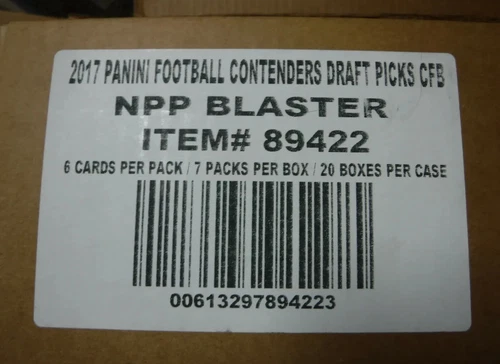 2017 PANINI FOOTBALL CONTENDERS DRAFT PICKS CFB
NPP BLASTER
ITEM# 89422
6 CARDS PER PACK / 7 PACKS PER BOX / 20 BOXES PER CASE
00613297894223